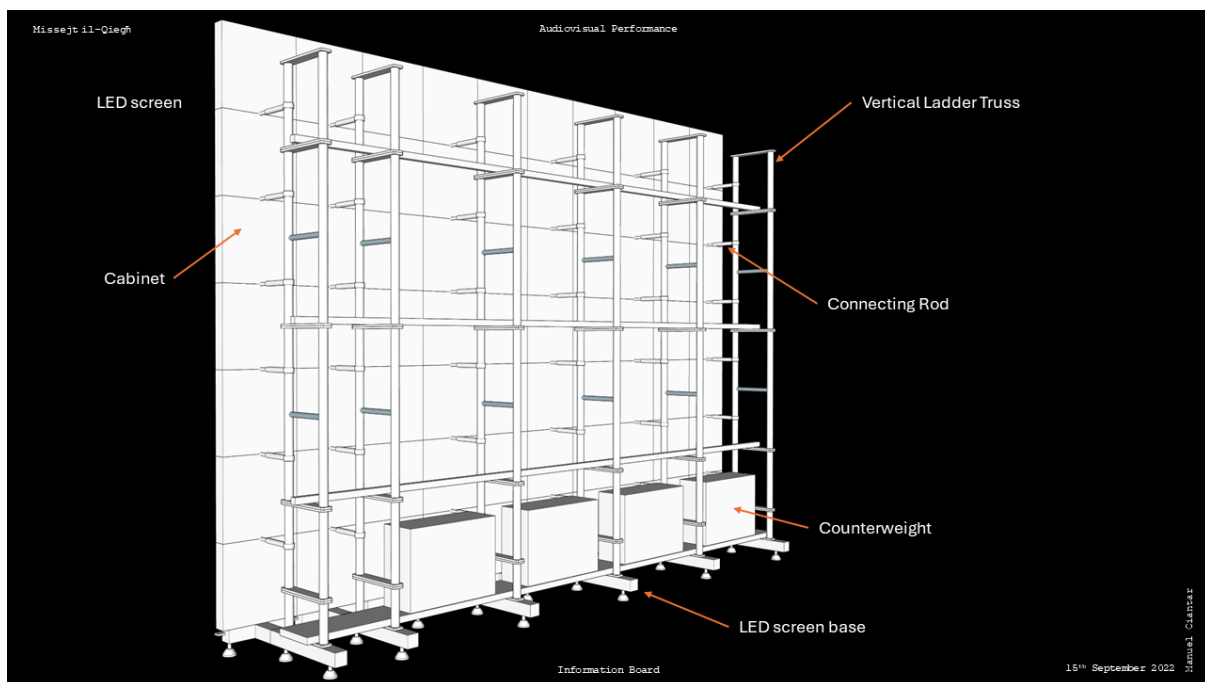 Missejt il-Qiegħ
Audiovisual Performance
LED screen
Vertical Ladder Truss
Cabinet
Connecting Rod
Counterweight
LED screen base
Information Board
15th September 2022
Manuel Ciantar